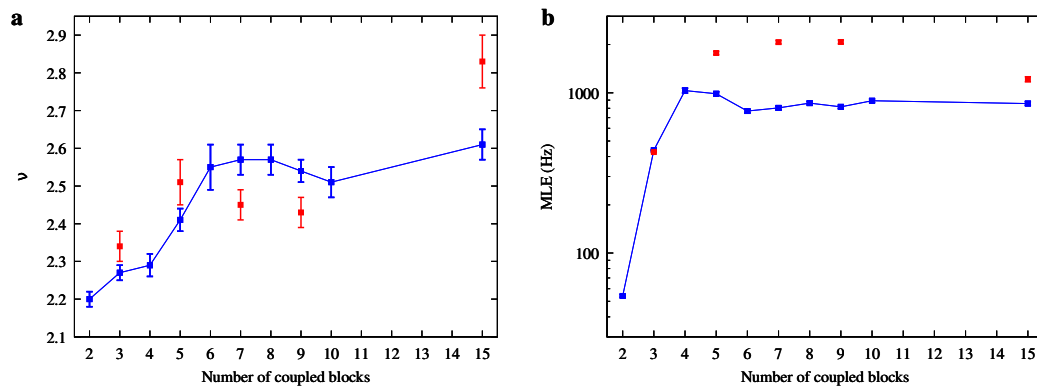 a
2.9
2.8
2.7
2.6
2.5
2.4
2.3
2.2
2.1
ν
2 3 4 5 6 7 8 9 10 11 12 13 14 15
Number of coupled blocks
b
1000
100
MLE (Hz)
2 3 4 5 6 7 8 9 10 11 12 13 14 15
Number of coupled blocks